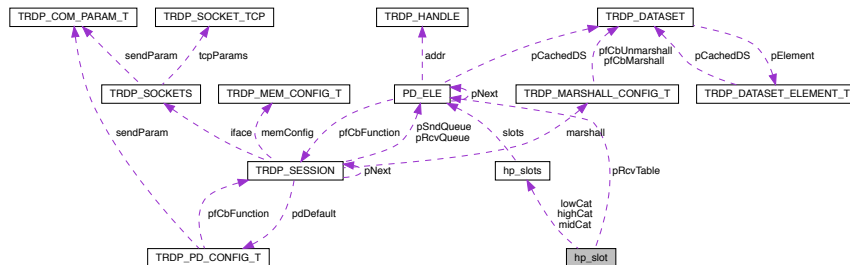 TRDP_COM_PARAM_T
TRDP_SOCKET_TCP
TRDP_HANDLE
TRDP_DATASET
sendParam
tcpParams
addr
pCachedDS
pfCbUnmarshall
pfCbMarshall
pCachedDS
pElement
TRDP_SOCKETS
TRDP_MEM_CONFIG_T
PD_ELE
pNext
TRDP_MARSHALL_CONFIG_T
TRDP_DATASET_ELEMENT_T
sendParam
iface
memConfig
pfCbFunction
pSndQueue
pRcvQueue
slots
marshall
TRDP_SESSION
pNext
hp_slots
pRcvTable
pfCbFunction
pdDefault
lowCat
highCat
midCat
TRDP_PD_CONFIG_T
hp_slot